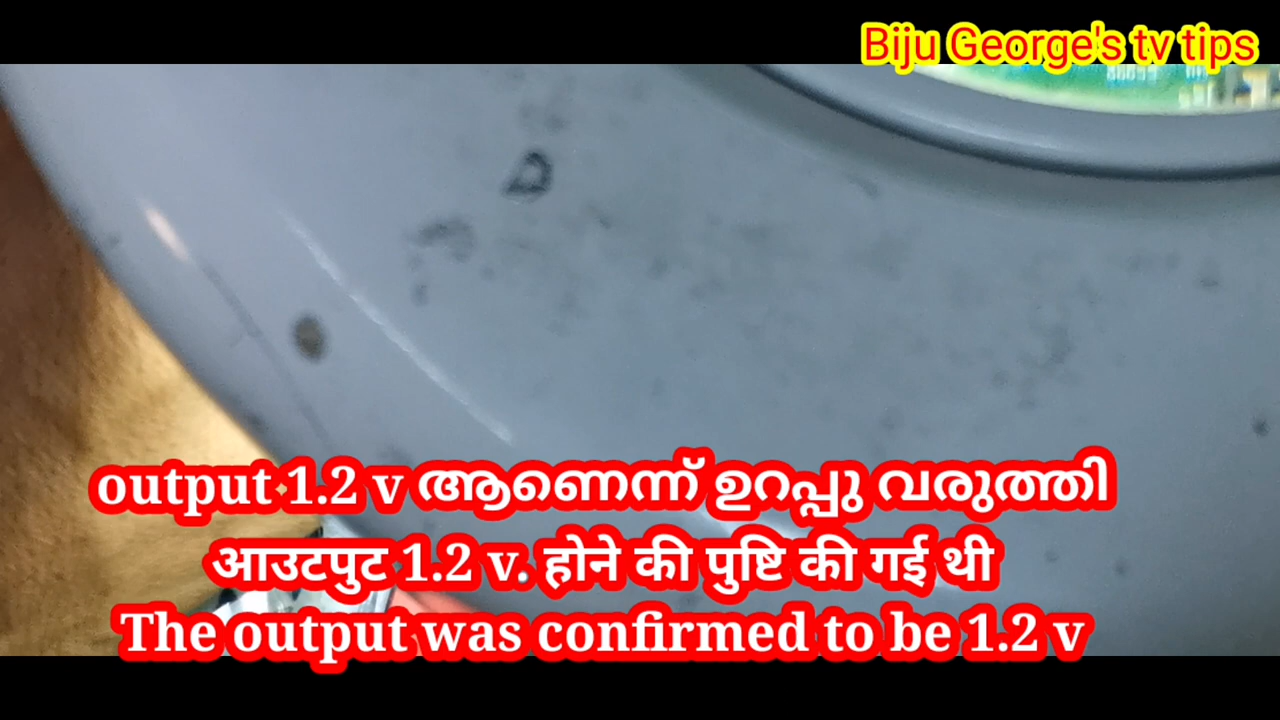 Biju George's tv tips
output 1.2 v ആണെന്ന് ഉറപ്പു വരുത്തി
आउटपुट 1.2 v. होने की पुष्टि की गई थी
The output was confirmed to be 1.2 v